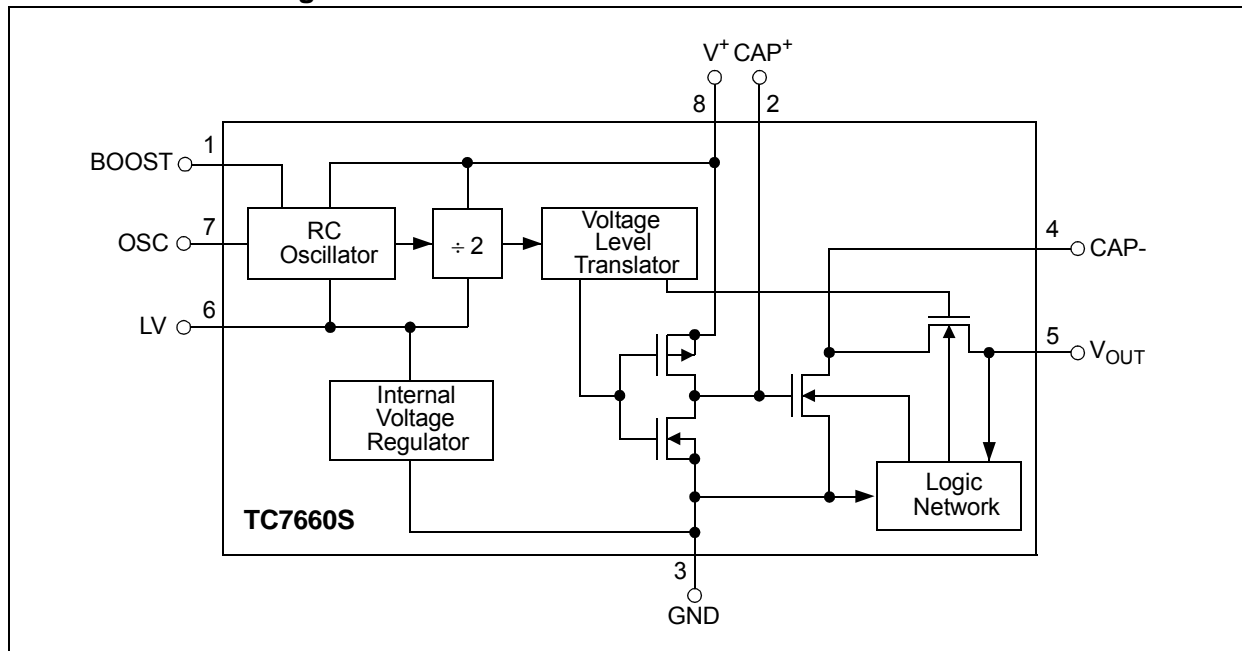 V+ CAP+
8 2
1
BOOST
7
OSC
RC
Oscillator
÷ 2
Voltage
Level
Translator
4
CAP-
6
LV
5
VOUT
Internal
Voltage
Regulator
Logic
Network
TC7660S
3
GND